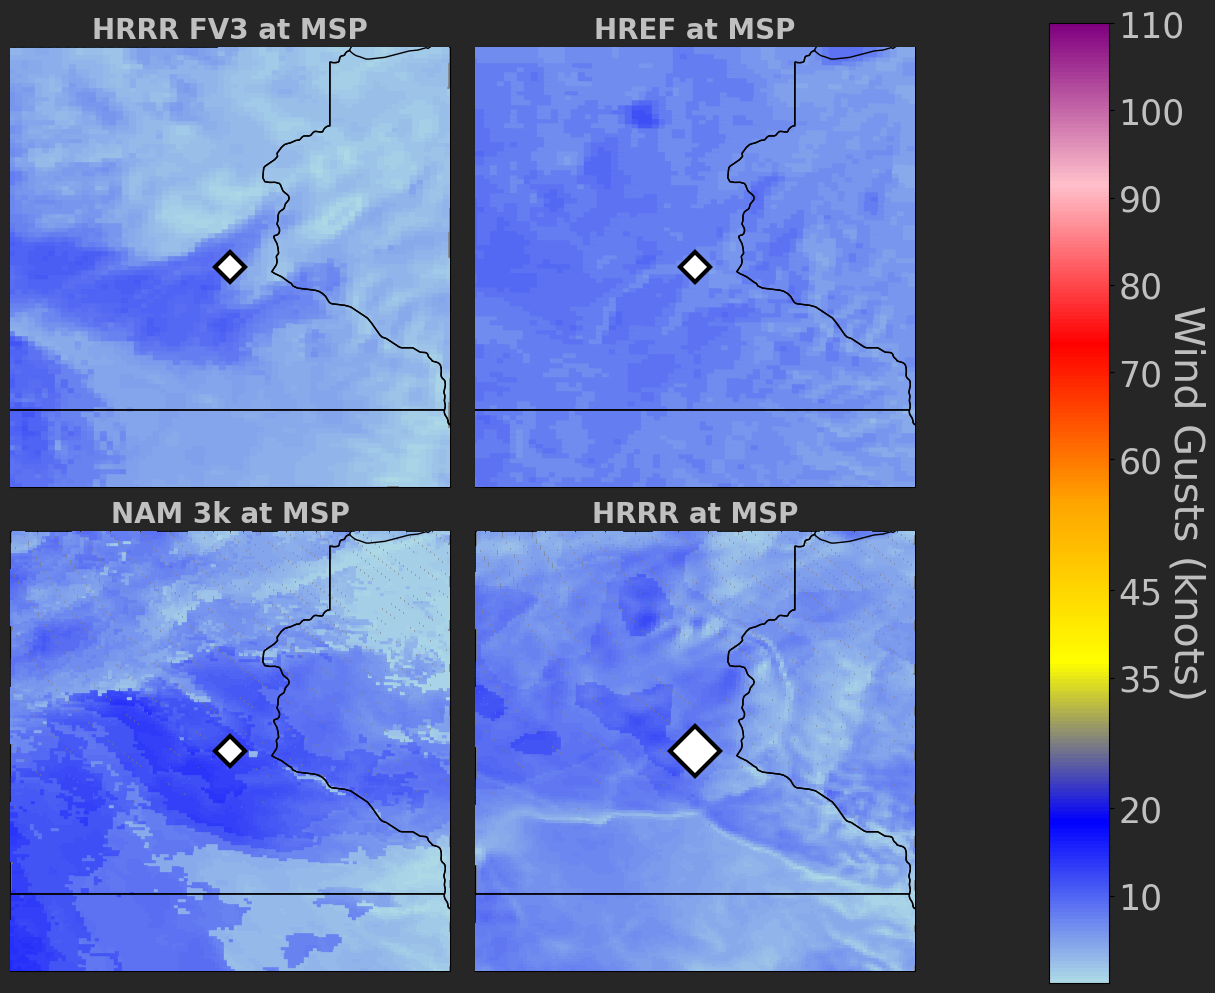 HRRR FV3 at MSP
HREF at MSP
NAM 3k at MSP
HRRR at MSP
110
100
90
80
70
60
45
35
20
10
Wind Gusts (knots)